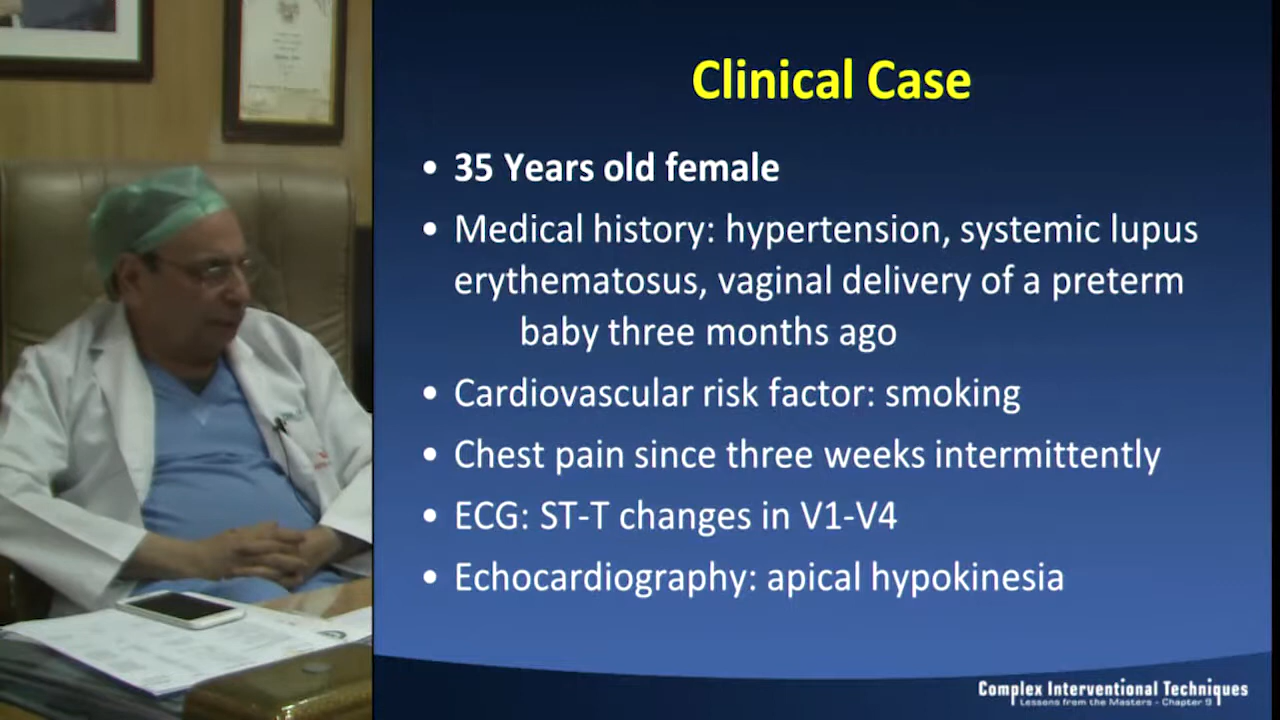 Clinical Case
• 35 Years old female
• Medical history: hypertension, systemic lupus
erythematosus, vaginal delivery of a preterm
baby three months ago
• Cardiovascular risk factor: smoking
• Chest pain since three weeks intermittently
• ECG: ST-T changes in V1-V4
• Echocardiography: apical hypokinesia
Complex Interventional Techniques
Lessons from the Masters - Chapter 9